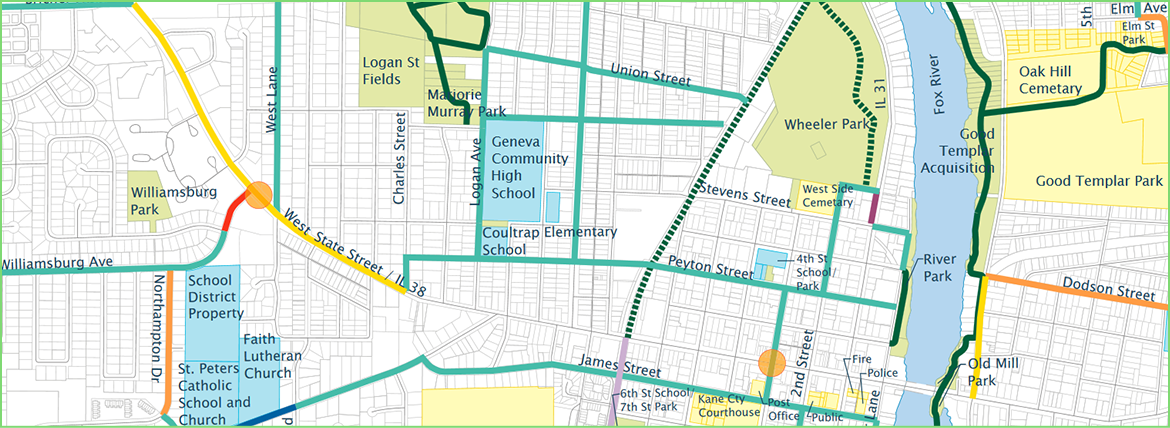 5th
Elm Ave
Elm St
Park
Logan St
Fields
Union Street
West Lane
IL 31
Fox River
Oak Hill
Cemetary
Marjorie
Murray Park
Wheeler Park
Charles Street
Logan Ave
Geneva
Community
High
School
Good
Templar
Acquisition
Good Templar Park
Williamsburg
Park
Stevens Street
West Side
Cemetary
West State Street / IL 38
Coultrap Elementary
School
Williamsburg Ave
Peyton Street
4th St
School/
Park
River
Park
Northampton Dr.
School
District
Property
Dodson Street
Faith
Lutheran
Church
2nd Street
James Street
Fire
Police
Old Mill
Park
St. Peters
Catholic
School and
Church
6th St School/
7th St Park
Kane Cty
Courthouse
Post
Office
Public
Lane